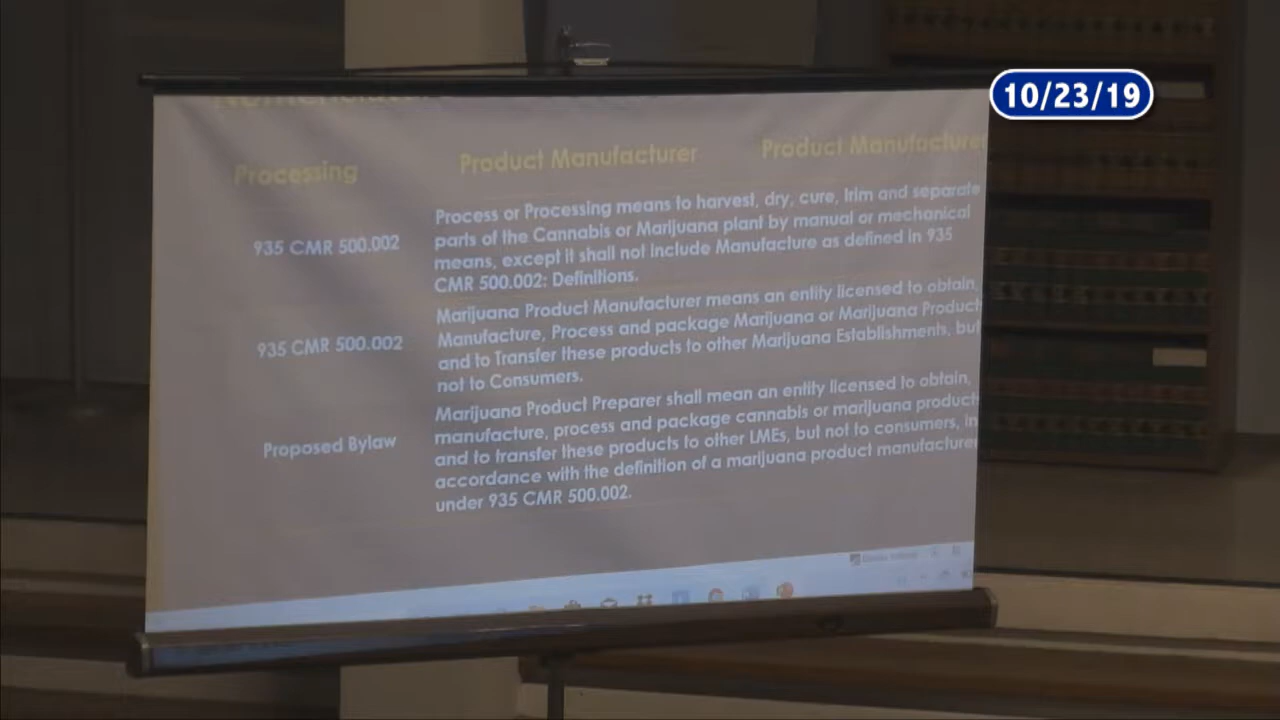 10/23/19
Processing
Product Manufacturer
Product Manufacturer
935 CMR 500.002
Process or Processing means to harvest, dry, cure, trim and separate
parts of the Cannabis or Marijuana plant by manual or mechanical
means, except it shall not include Manufacture as defined in 935
CMR 500.002: Definitions.
935 CMR 500.002
Marijuana Product Manufacturer means an entity licensed to obtain,
Manufacture, Process and package Marijuana or Marijuana Product
and to Transfer these products to other Marijuana Establishments, but
not to Consumers.
Proposed Bylaw
Marijuana Product Preparer shall mean an entity licensed to obtain,
manufacture, process and package cannabis or marijuana product
and to transfer these products to other LMEs, but not to consumers, in
accordance with the definition of a marijuana product manufacturer
under 935 CMR 500.002.